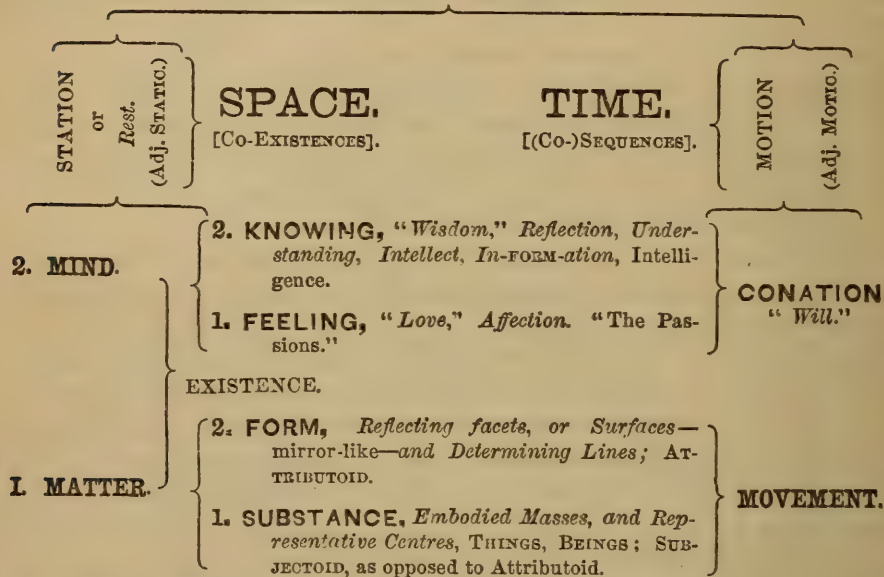 STATION
or
Rest.
(Adj. STATIC.)
SPACE.
[CO-EXISTENCES].
TIME.
[(CO-)SEQUENCES].
MOTION
(Adj. MOTIC.)
2. MIND.
2. KNOWING, "Wisdom," Reflection, Under-
standing, Intellect, In-FORM-ation, Intelli-
gence.
1. FEELING, "Love," Affection. "The Pas-
sions."
CONATION
"Will."
EXISTENCE.
I. MATTER.
2. FORM, Reflecting facets, or Surfaces—
mirror-like—and Determining Lines; AT-
TRIBUTOID.
1. SUBSTANCE, Embodied Masses, and Rep-
resentative Centres, THINGS, BEINGS; SUB-
JECTOID, as opposed to Attributoid.
MOVEMENT.